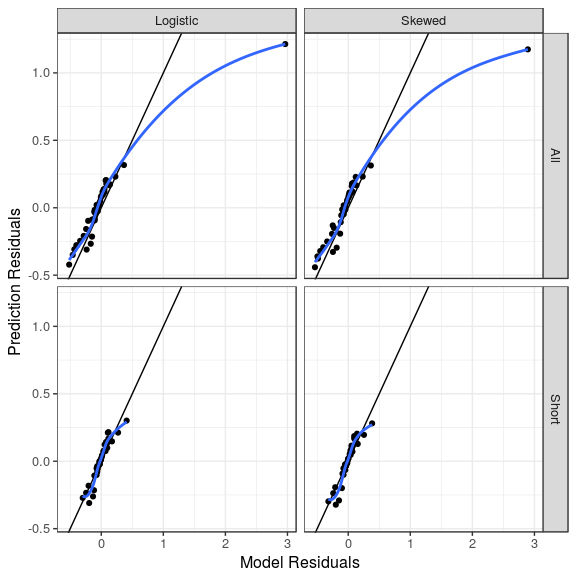 Logistic
Skewed
Prediction Residuals
1.0
0.5
0.0
-0.5
All
1.0
0.5
0.0
-0.5
Short
0
1
2
3
0
1
2
3
Model Residuals